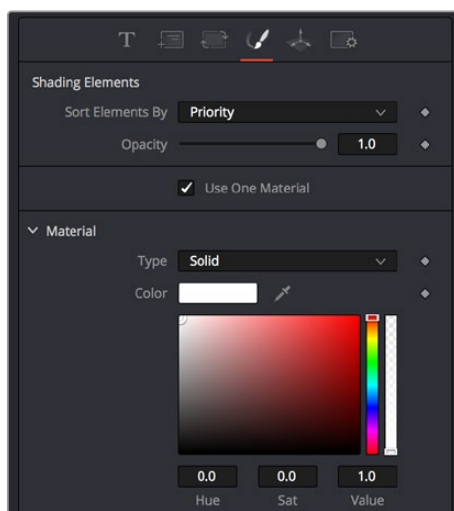 T
Shading Elements
Sort Elements By Priority
Opacity 1.0
Use One Material
Material
Type Solid
Color
0.0 0.0 1.0
Hue Sat Value